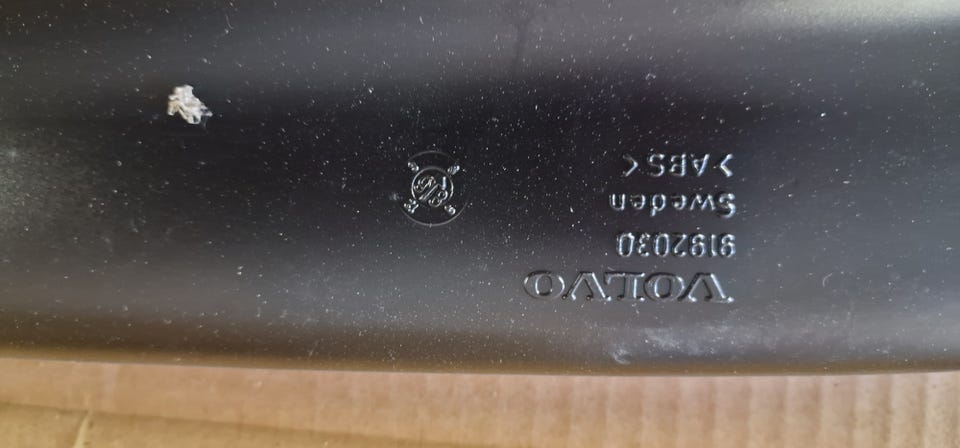 VOLVO
9192030
Sweden
>ABS<